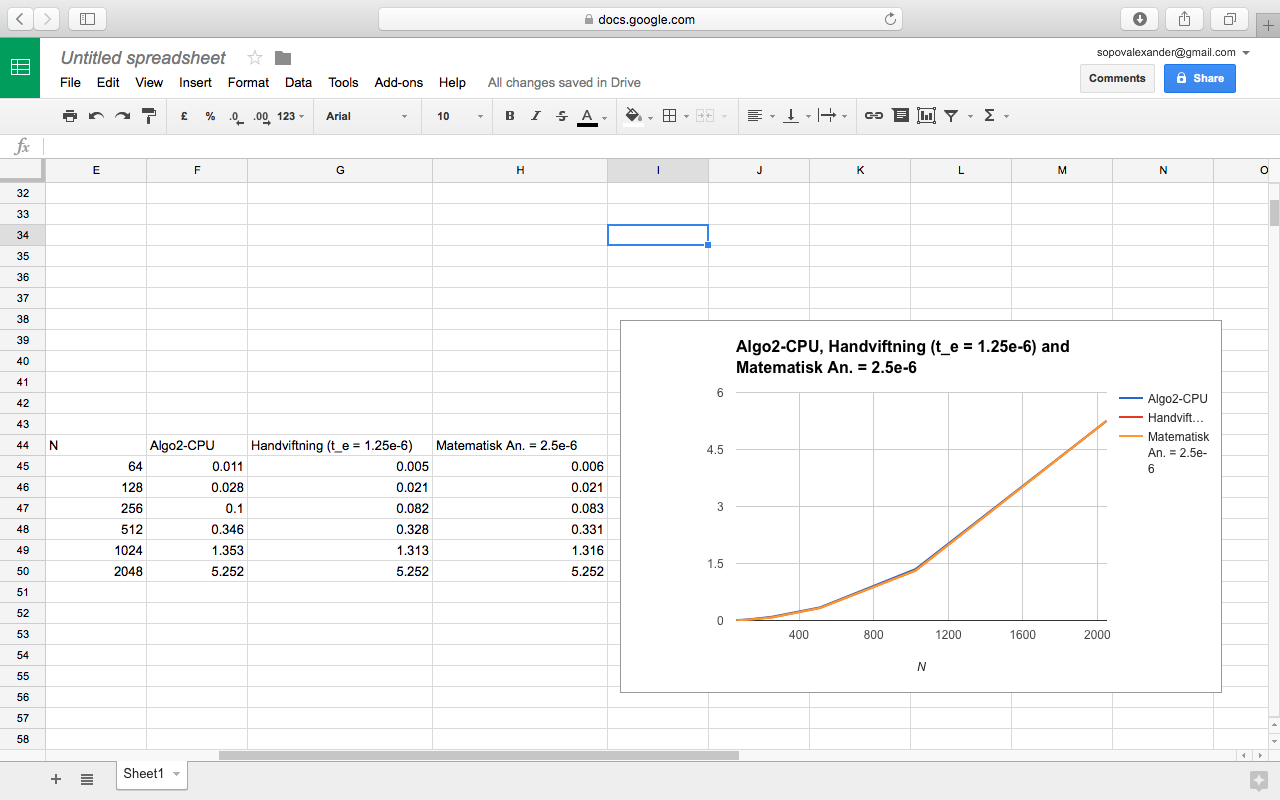 docs.google.com
Untitled spreadsheet
sopovalexander@gmail.com
File Edit View Insert Format Data Tools Add-ons Help All changes saved in Drive
Comments Share
£ % .0 .00 123 Arial 10 B I S A Σ
fx
E F G H I J K L M N O
32
33
34
35
36
37
38
39
40
41
42
43
44 N Algo2-CPU Handviftning (t_e = 1.25e-6) Matematisk An. = 2.5e-6
45 64 0.011 0.005 0.006
46 128 0.028 0.021 0.021
47 256 0.1 0.082 0.083
48 512 0.346 0.328 0.331
49 1024 1.353 1.313 1.316
50 2048 5.252 5.252 5.252
51
52
53
54
55
56
57
58
Algo2-CPU, Handviftning (t_e = 1.25e-6) and
Matematisk An. = 2.5e-6
6
4.5
3
1.5
0
400 800 1200 1600 2000
N
Algo2-CPU
Handvift...
Matematisk
An. = 2.5e-
6
Sheet1